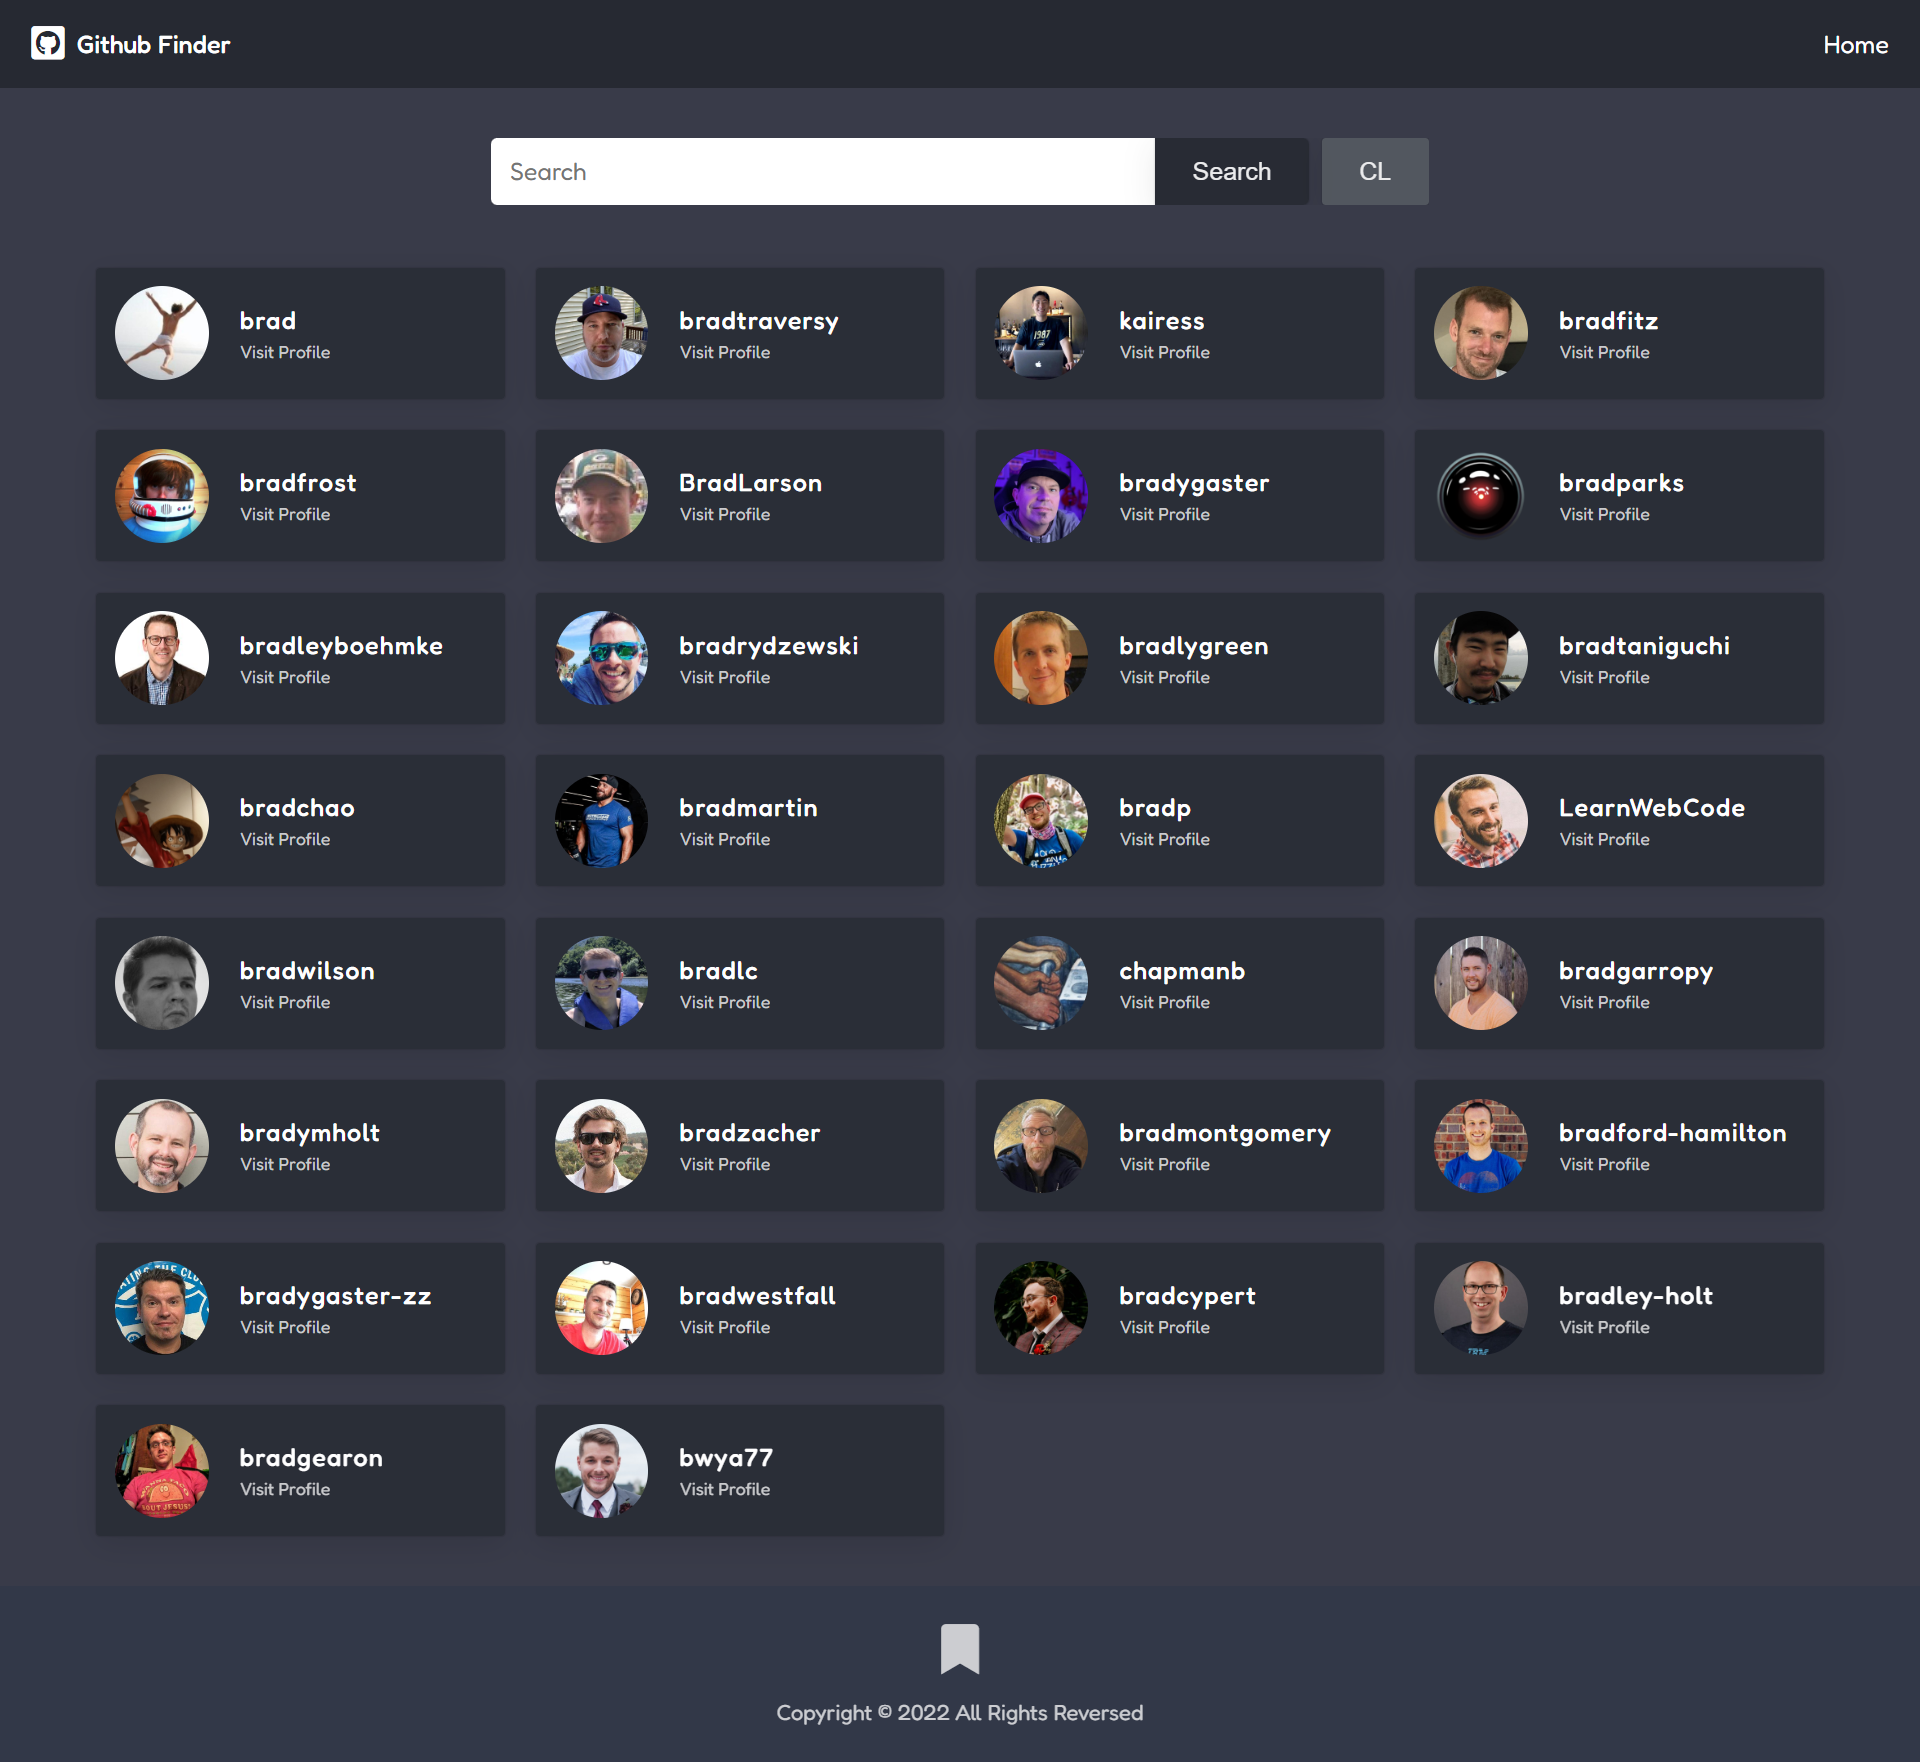 Github Finder
Home
Search
Search
CL
brad
Visit Profile
bradtraversy
Visit Profile
1987
kairess
Visit Profile
bradfitz
Visit Profile
bradfrost
Visit Profile
BradLarson
Visit Profile
bradygaster
Visit Profile
bradparks
Visit Profile
bradleyboehmke
Visit Profile
bradrydzewski
Visit Profile
bradlygreen
Visit Profile
bradtaniguchi
Visit Profile
bradchao
Visit Profile
bradmartin
Visit Profile
bradp
Visit Profile
LearnWebCode
Visit Profile
bradwilson
Visit Profile
bradlc
Visit Profile
chapmanb
Visit Profile
bradgarropy
Visit Profile
bradymholt
Visit Profile
bradzacher
Visit Profile
bradmontgomery
Visit Profile
bradford-hamilton
Visit Profile
bradygaster-zz
Visit Profile
bradwestfall
Visit Profile
bradcypert
Visit Profile
bradley-holt
Visit Profile
bradgearon
Visit Profile
bwya77
Visit Profile
Copyright © 2022 All Rights Reversed